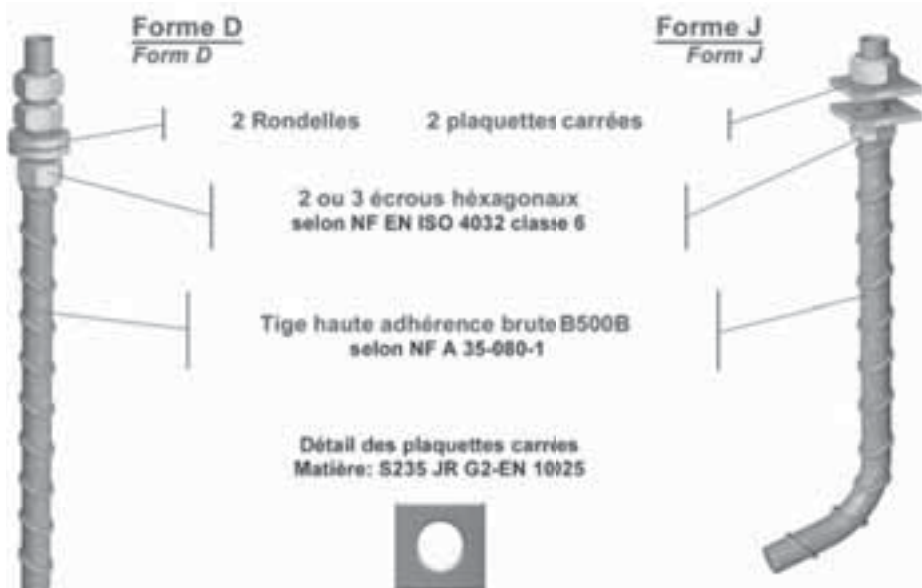 Forme D
Form D
Forme J
Form J
2 Rondelles
2 plaquettes carrées
2 ou 3 écrous héxagonaux
selon NF EN ISO 4032 classe 6
Tige haute adhérence brute B500B
selon NF A 35-080-1
Détail des plaquettes carries
Matière: S235 JR G2-EN 10025